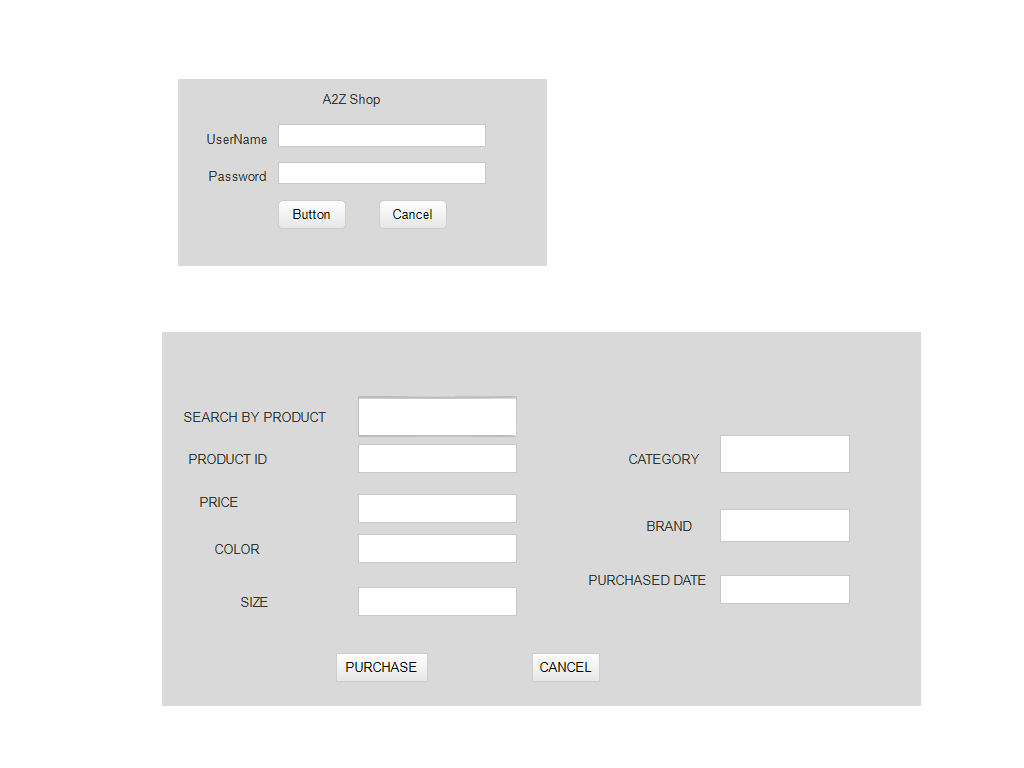 A2Z Shop
UserName
Password
Button Cancel
SEARCH BY PRODUCT
PRODUCT ID CATEGORY
PRICE
BRAND
COLOR
PURCHASED DATE
SIZE
PURCHASE CANCEL